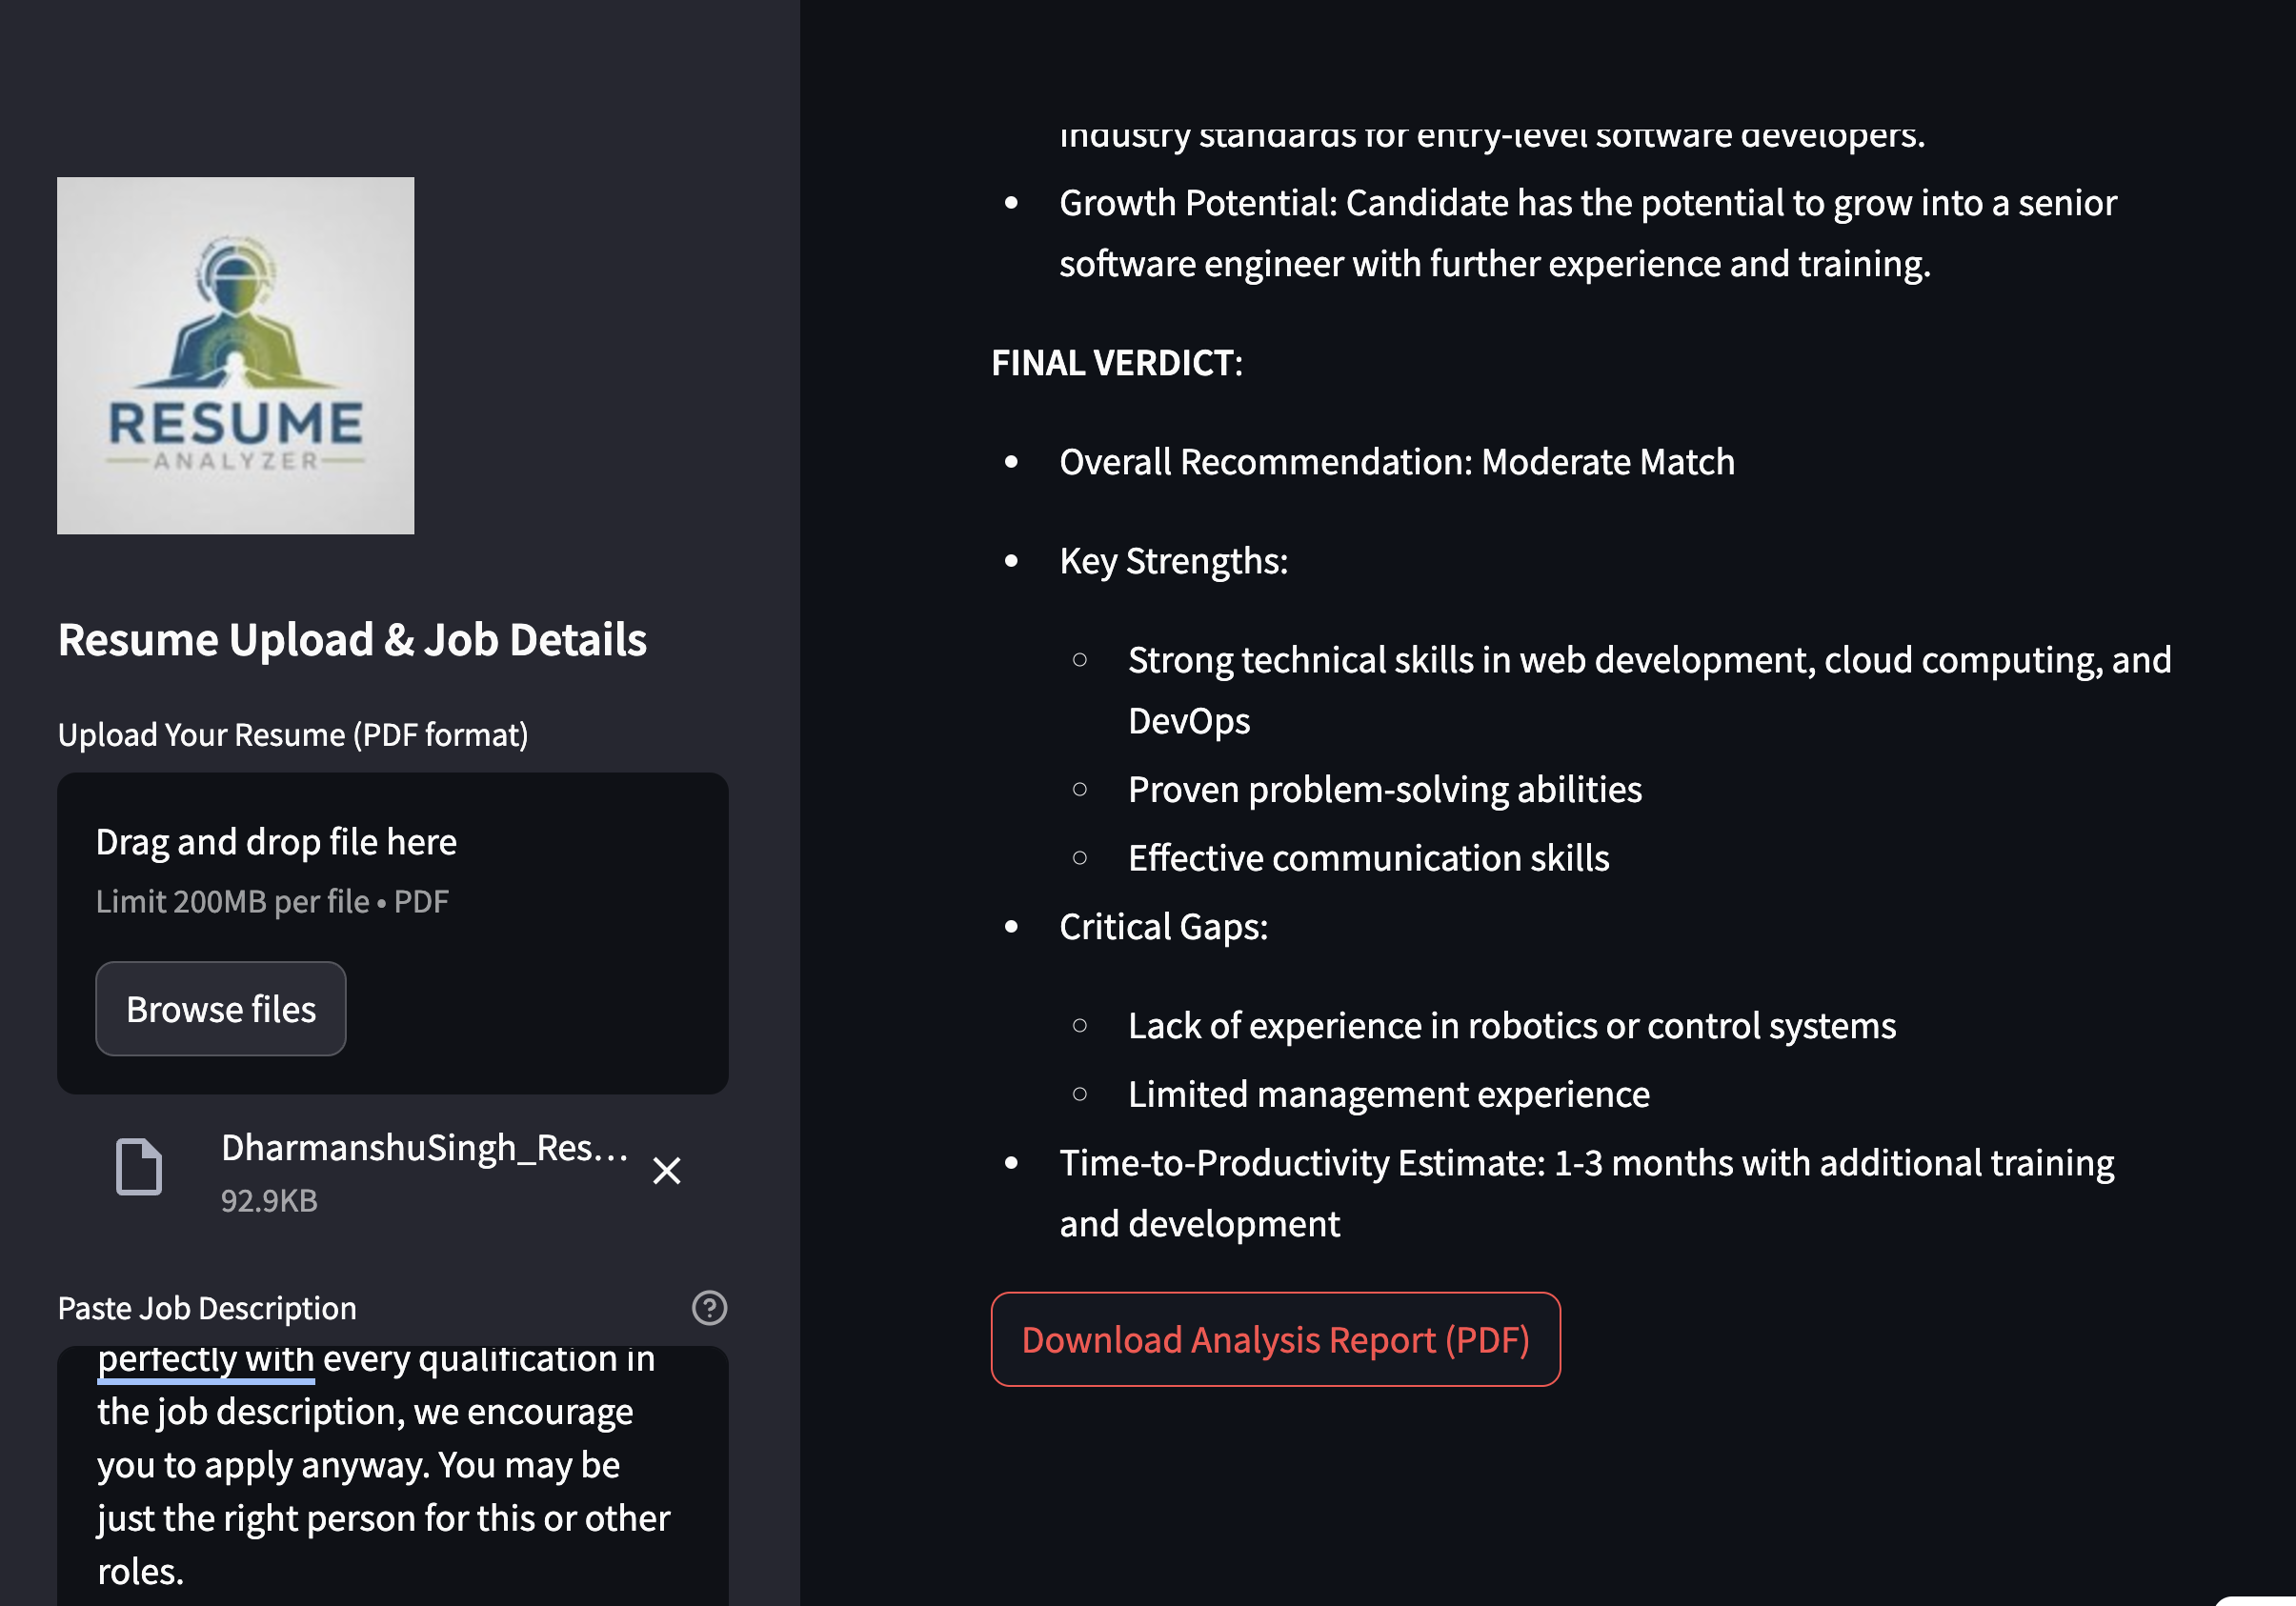 RESUME
ANALYZER
Resume Upload & Job Details
Upload Your Resume (PDF format)
Drag and drop file here
Limit 200MB per file • PDF
Browse files
DharmanshuSingh_Res...
92.9KB
Paste Job Description
perfectly with every qualification in
the job description, we encourage
you to apply anyway. You may be
just the right person for this or other
roles.
industry standards for entry-level software developers.
• Growth Potential: Candidate has the potential to grow into a senior
software engineer with further experience and training.
FINAL VERDICT:
• Overall Recommendation: Moderate Match
• Key Strengths:
○ Strong technical skills in web development, cloud computing, and
DevOps
○ Proven problem-solving abilities
○ Effective communication skills
• Critical Gaps:
○ Lack of experience in robotics or control systems
○ Limited management experience
• Time-to-Productivity Estimate: 1-3 months with additional training
and development
Download Analysis Report (PDF)